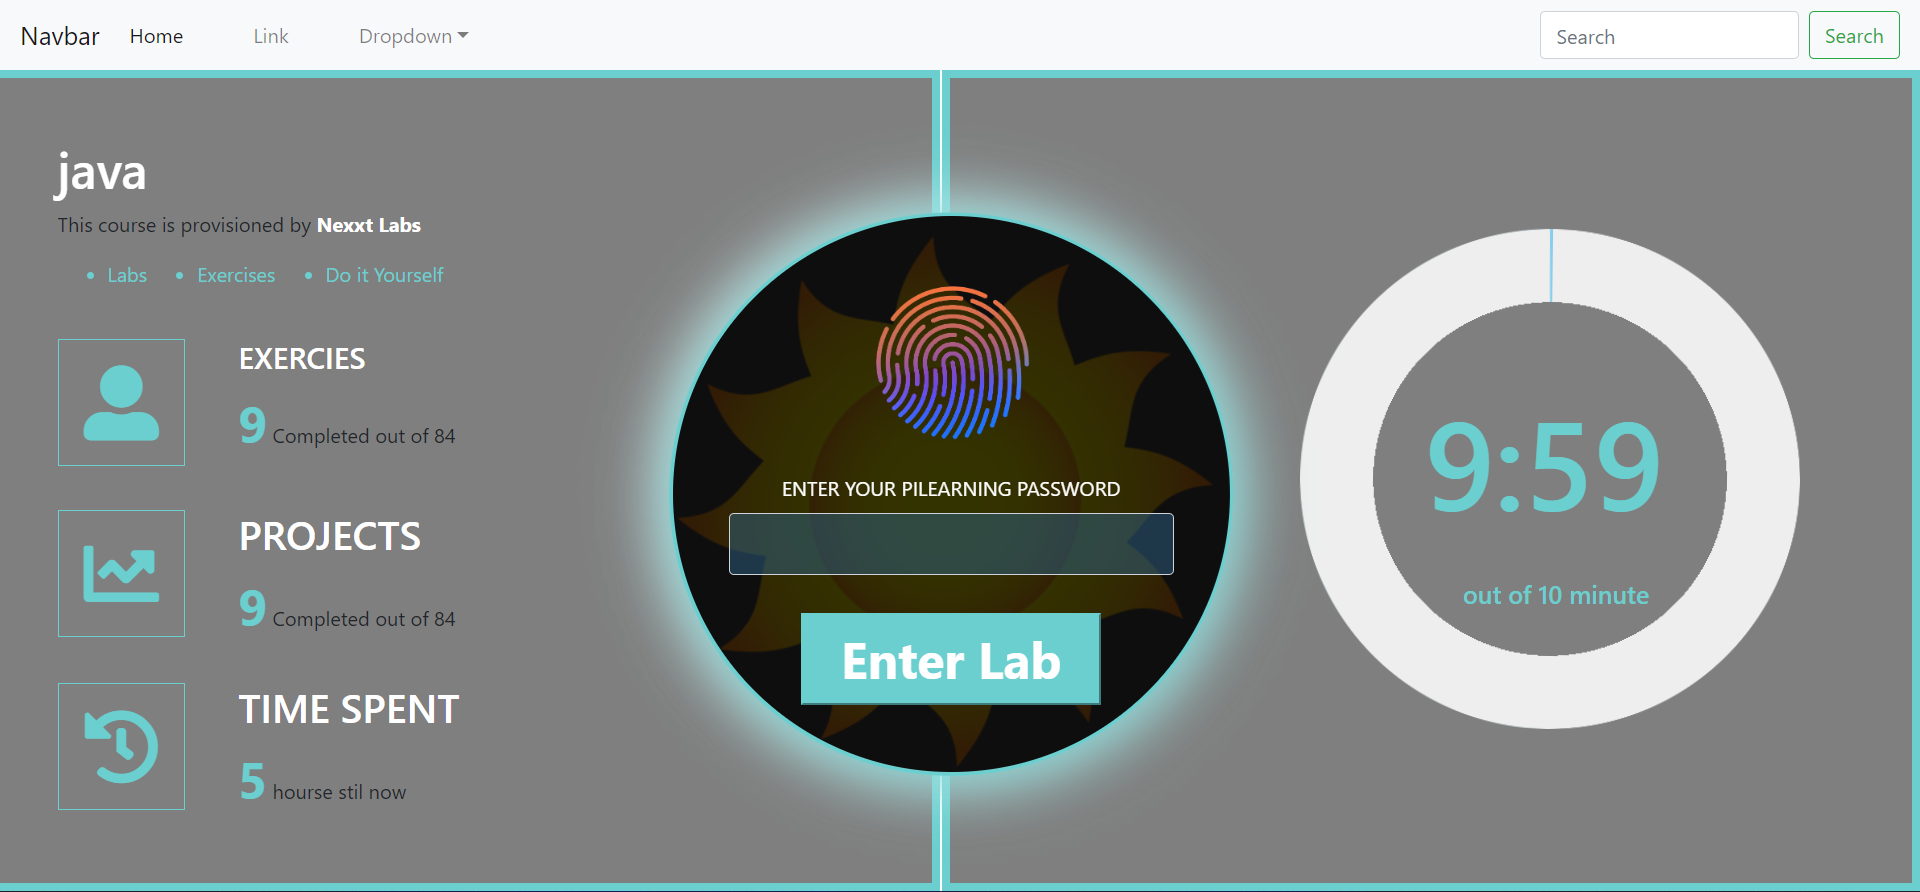 Navbar Home Link Dropdown Search Search
java
This course is provisioned by Nexxt Labs
Labs Exercises Do it Yourself
EXERCIES
9 Completed out of 84
PROJECTS
9 Completed out of 84
TIME SPENT
5 hourse stil now
ENTER YOUR PILEARNING PASSWORD
Enter Lab
9:59
out of 10 minute